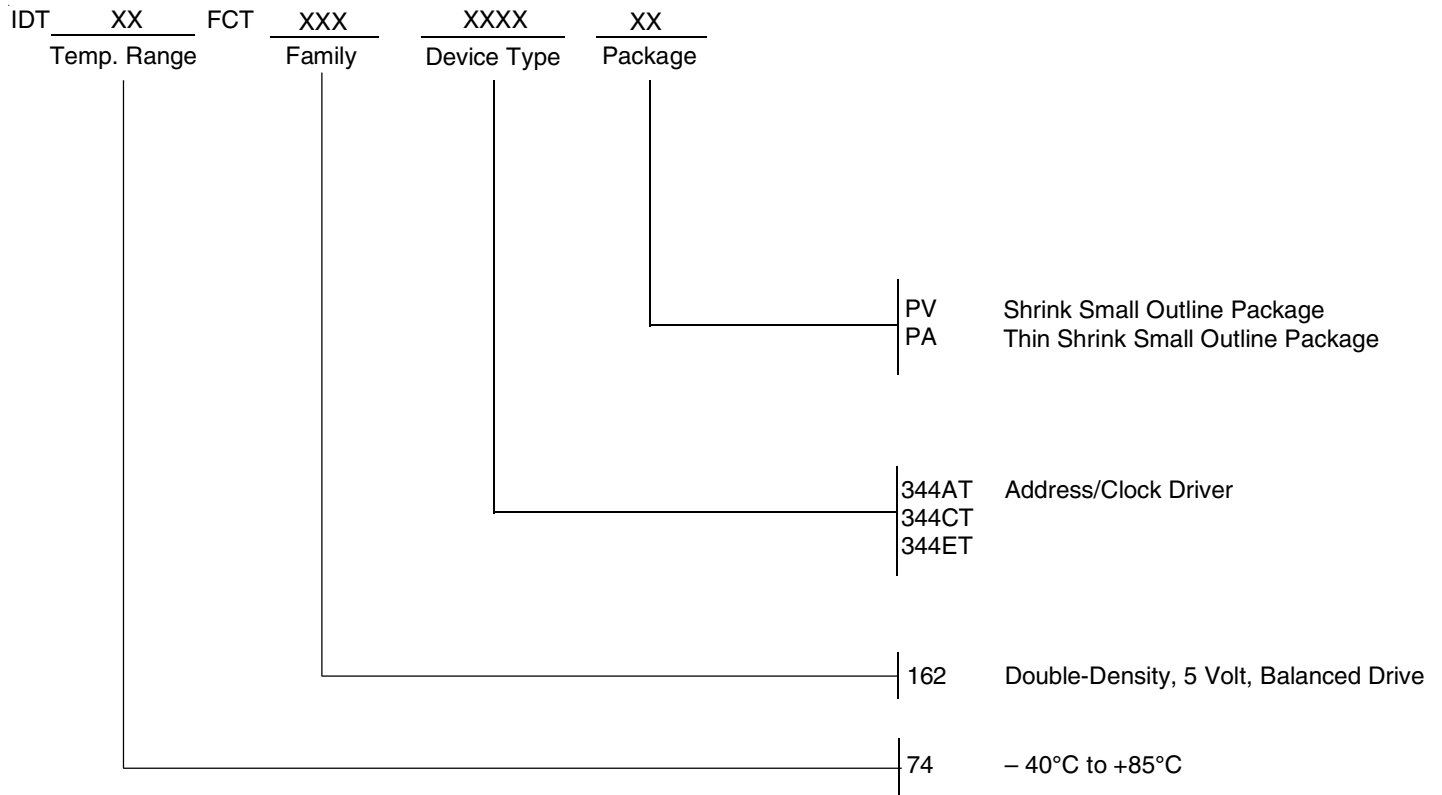 IDT XX FCT XXX XXXX XX
Temp. Range Family Device Type Package
PV Shrink Small Outline Package
PA Thin Shrink Small Outline Package
344AT Address/Clock Driver
344CT
344ET
162 Double-Density, 5 Volt, Balanced Drive
74 – 40°C to +85°C